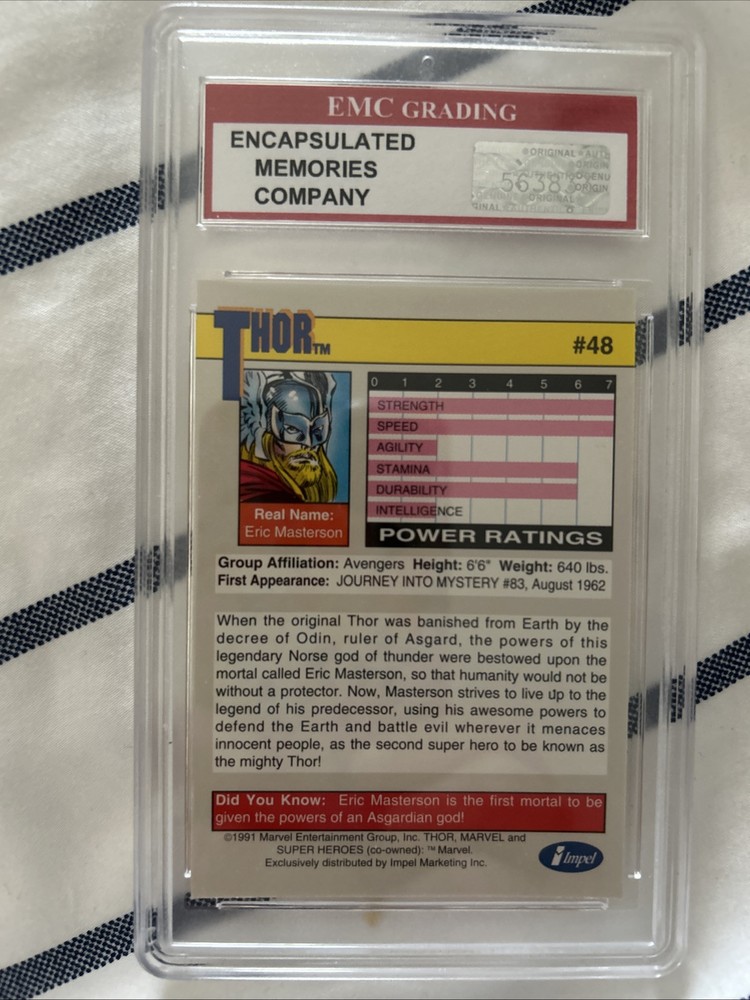 EMC GRADING
ENCAPSULATED
MEMORIES
COMPANY
ORIGINAL
ORIGIN
ORIGINAL
THOR™
#48
0 1 2 3 4 5 6 7
STRENGTH
SPEED
AGILITY
STAMINA
DURABILITY
INTELLIGENCE
POWER RATINGS
Real Name:
Eric Masterson
Group Affiliation: Avengers Height: 6'6" Weight: 640 lbs.
First Appearance: JOURNEY INTO MYSTERY #83, August 1962
When the original Thor was banished from Earth by the
decree of Odin, ruler of Asgard, the powers of this
legendary Norse god of thunder were bestowed upon the
mortal called Eric Masterson, so that humanity would not be
without a protector. Now, Masterson strives to live up to the
legend of his predecessor, using his awesome powers to
defend the Earth and battle evil wherever it menaces
innocent people, as the second super hero to be known as
the mighty Thor!
Did You Know: Eric Masterson is the first mortal to be
given the powers of an Asgardian god!
©1991 Marvel Entertainment Group, Inc. THOR, MARVEL and
SUPER HEROES (co-owned): ™Marvel.
Exclusively distributed by Impel Marketing Inc.
Impel